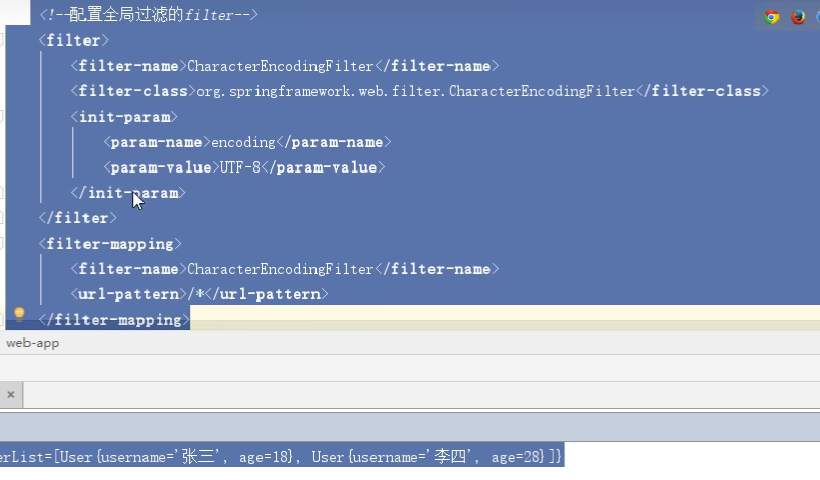 <!--配置全局过滤的filter-->
<filter>
<filter-name>CharacterEncodingFilter</filter-name>
<filter-class>org.springframework.web.filter.CharacterEncodingFilter</filter-class>
<init-param>
<param-name>encoding</param-name>
<param-value>UTF-8</param-value>
</init-param>
</filter>
<filter-mapping>
<filter-name>CharacterEncodingFilter</filter-name>
<url-pattern>/*</url-pattern>
</filter-mapping>
web-app
erList=[User{username='张三', age=18}, User{username='李四', age=28}]}